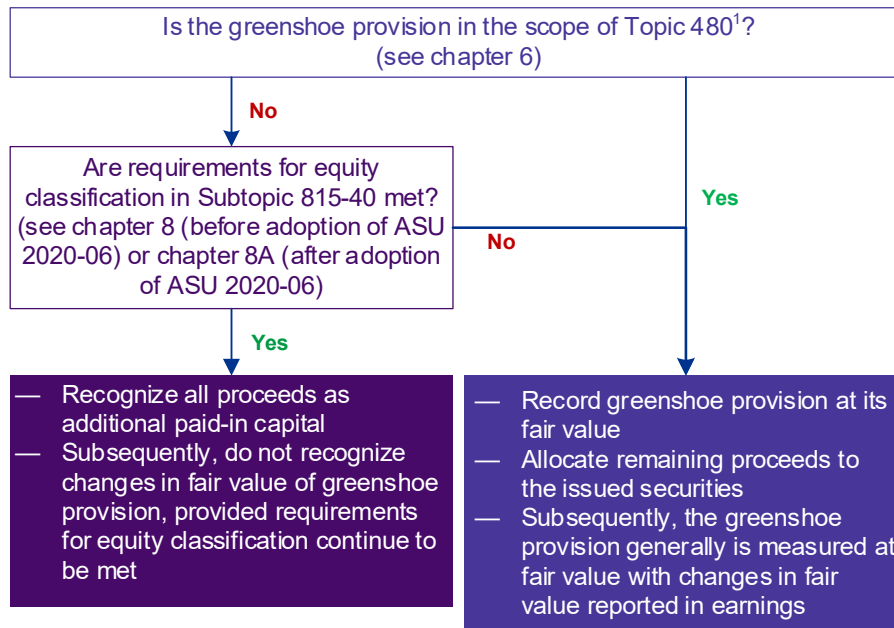 Is the greenshoe provision in the scope of Topic 480¹?
(see chapter 6)
No
Are requirements for equity
classification in Subtopic 815-40 met?
(see chapter 8 (before adoption of ASU
2020-06) or chapter 8A (after adoption
of ASU 2020-06)
Yes
No
Yes
— Recognize all proceeds as
additional paid-in capital
— Subsequently, do not recognize
changes in fair value of greenshoe
provision, provided requirements
for equity classification continue to
be met
— Record greenshoe provision at its
fair value
— Allocate remaining proceeds to
the issued securities
— Subsequently, the greenshoe
provision generally is measured at
fair value with changes in fair
value reported in earnings